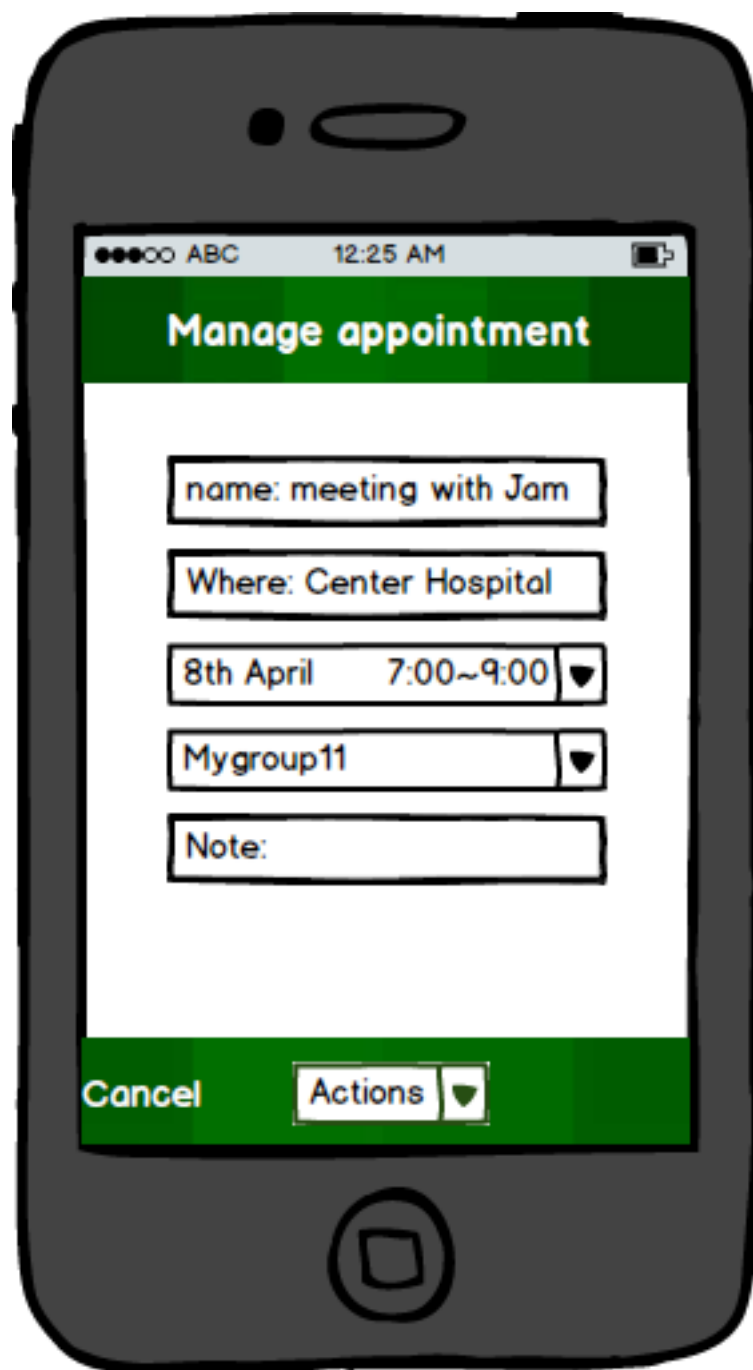 ABC 12:25 AM
Manage appointment
name: meeting with Jam
Where: Center Hospital
8th April 7:00~9:00
Mygroup11
Note:
Cancel Actions